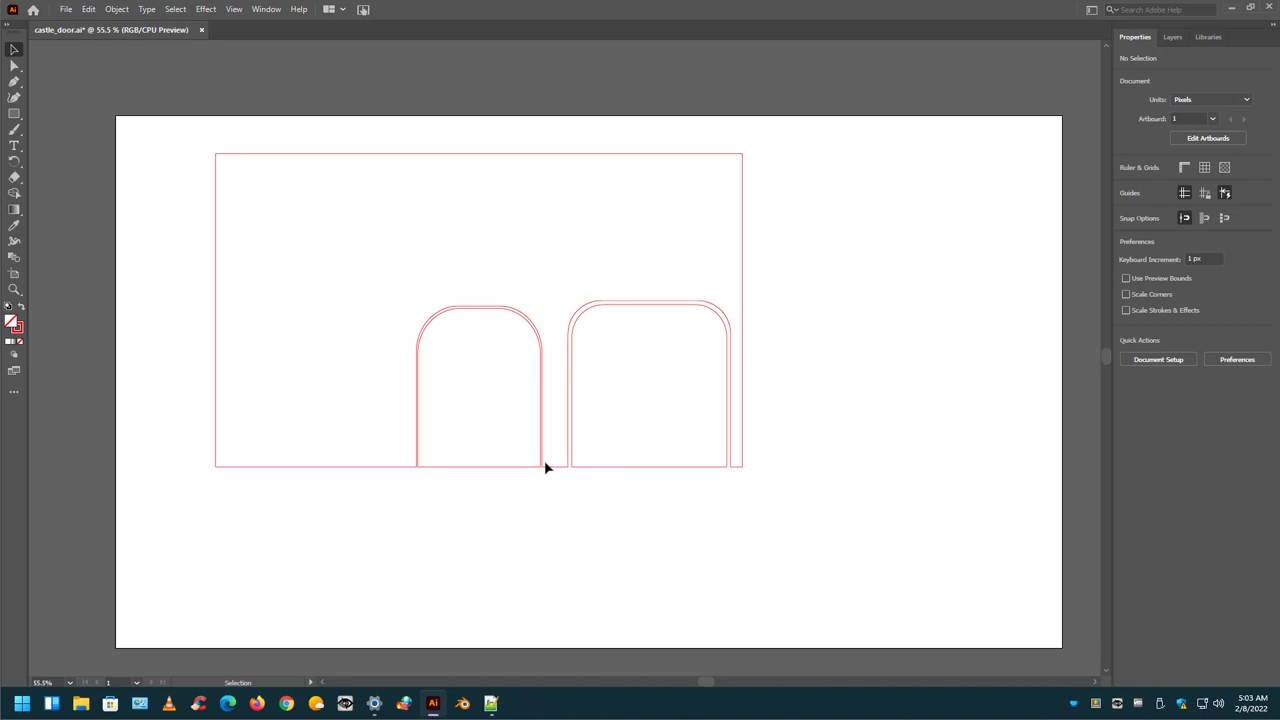 Ai File Edit Object Type Select Effect View Window Help Search Adobe Help
castle_door.ai* @ 55.5 % (RGB/CPU Preview) ×
Properties Layers Libraries
No Selection
Document
Units: Pixels
Artboard: 1
Edit Artboards
Ruler & Grids
Guides
Snap Options
Preferences
Keyboard Increment: 1 px
Use Preview Bounds
Scale Corners
Scale Strokes & Effects
Quick Actions
Document Setup Preferences
55.5% 1 Selection
Ai
5:03 AM
2/8/2022